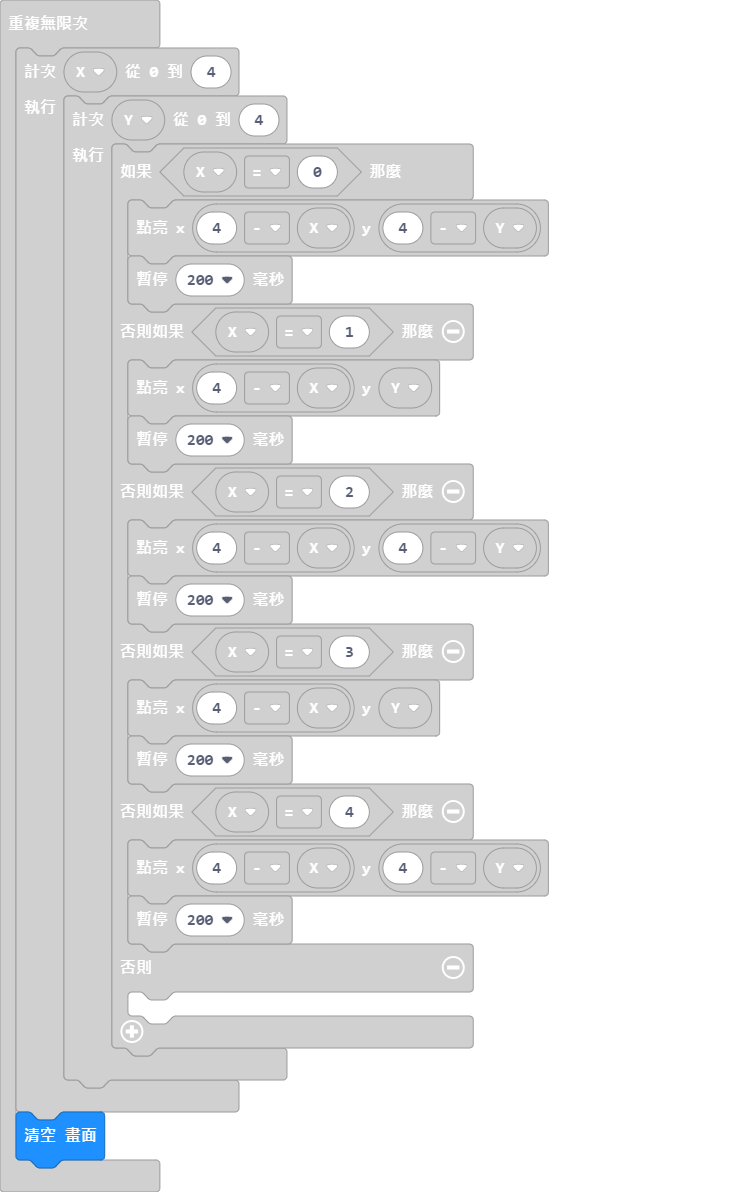 重複無限次
計次 X 從 0 到 4
執行
計次 Y 從 0 到 4
執行
如果 X = 0 那麼
點亮 x 4 - X y 4 - Y
暫停 200 毫秒
否則如果 X = 1 那麼
點亮 x 4 - X y Y
暫停 200 毫秒
否則如果 X = 2 那麼
點亮 x 4 - X y 4 - Y
暫停 200 毫秒
否則如果 X = 3 那麼
點亮 x 4 - X y Y
暫停 200 毫秒
否則如果 X = 4 那麼
點亮 x 4 - X y 4 - Y
暫停 200 毫秒
否則
清空 畫面